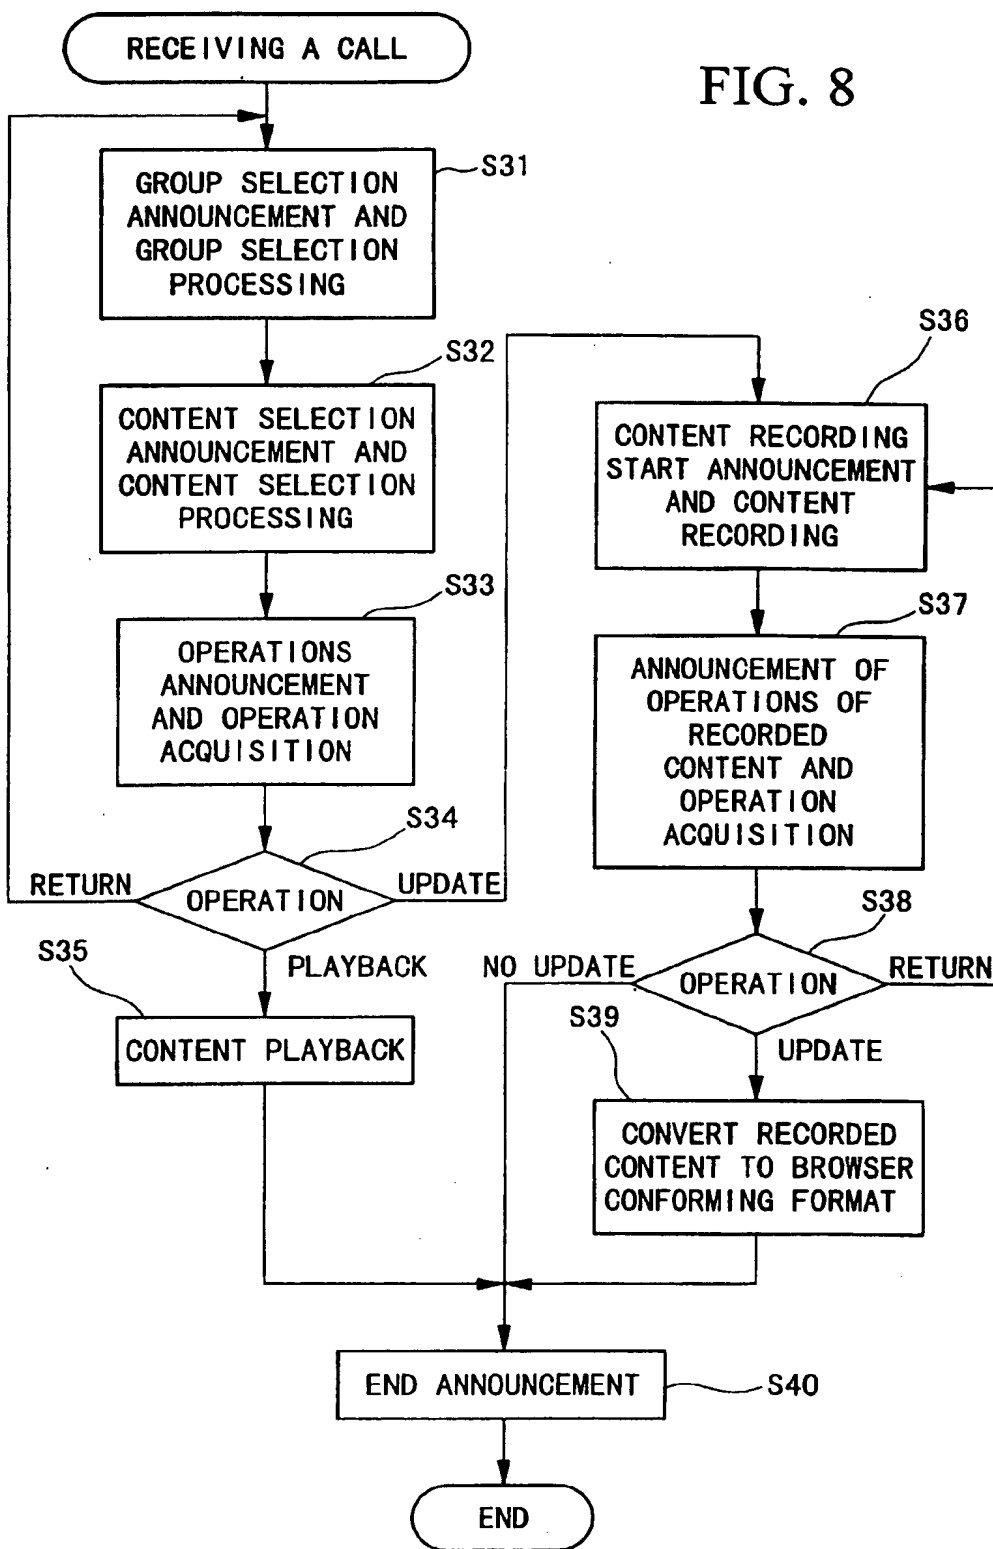 RECEIVING A CALL
FIG. 8
S31
GROUP SELECTION
ANNOUNCEMENT AND
GROUP SELECTION
PROCESSING
S32
CONTENT SELECTION
ANNOUNCEMENT AND
CONTENT SELECTION
PROCESSING
S33
OPERATIONS
ANNOUNCEMENT
AND OPERATION
ACQUISITION
S34
RETURN
OPERATION
UPDATE
S35
PLAYBACK
CONTENT PLAYBACK
S36
CONTENT RECORDING
START ANNOUNCEMENT
AND CONTENT
RECORDING
S37
ANNOUNCEMENT OF
OPERATIONS OF
RECORDED
CONTENT AND
OPERATION
ACQUISITION
S38
NO UPDATE
OPERATION
RETURN
S39
UPDATE
CONVERT RECORDED
CONTENT TO BROWSER
CONFORMING FORMAT
END ANNOUNCEMENT
S40
END